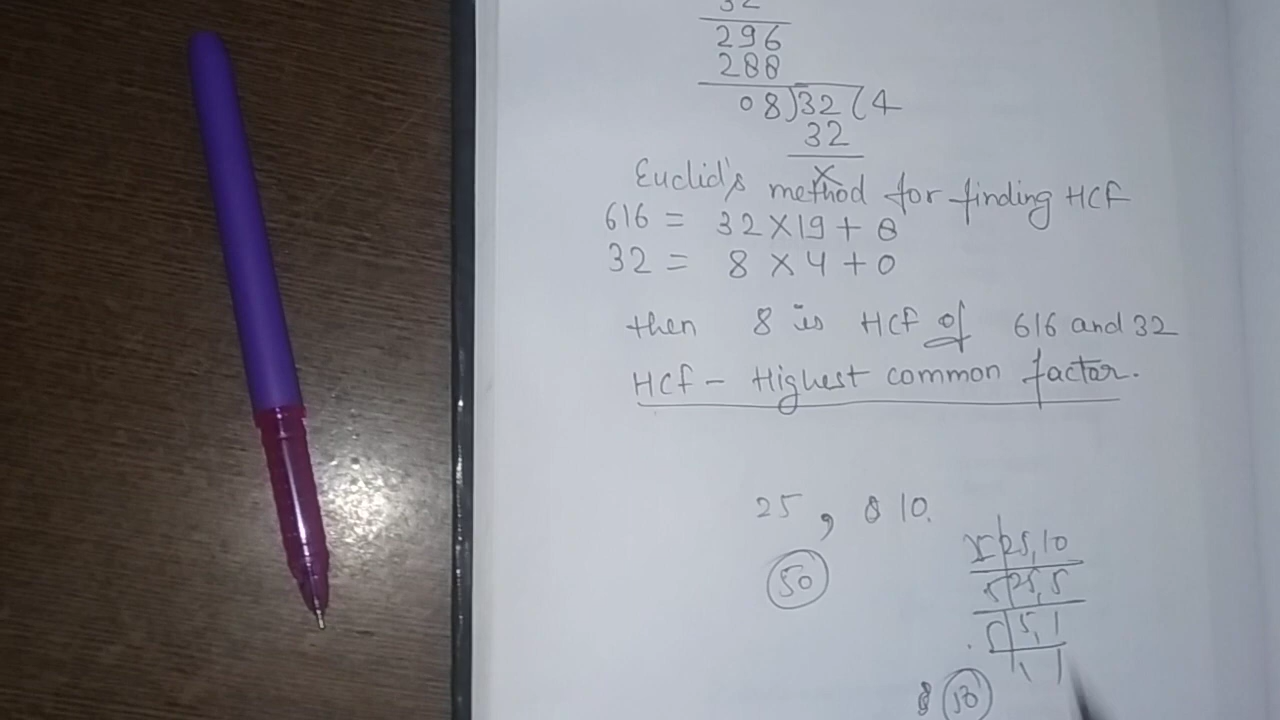 32
296
288
08)32(4
32
x
Euclid's method for finding HCF
616 = 32 X 19 + 8
32 = 8 X 4 + 0
then 8 is HCF of 616 and 32
HCF - Highest common factor.
25, 10.
50
25, 10
5 25, 5
5 5, 1
1 1
50